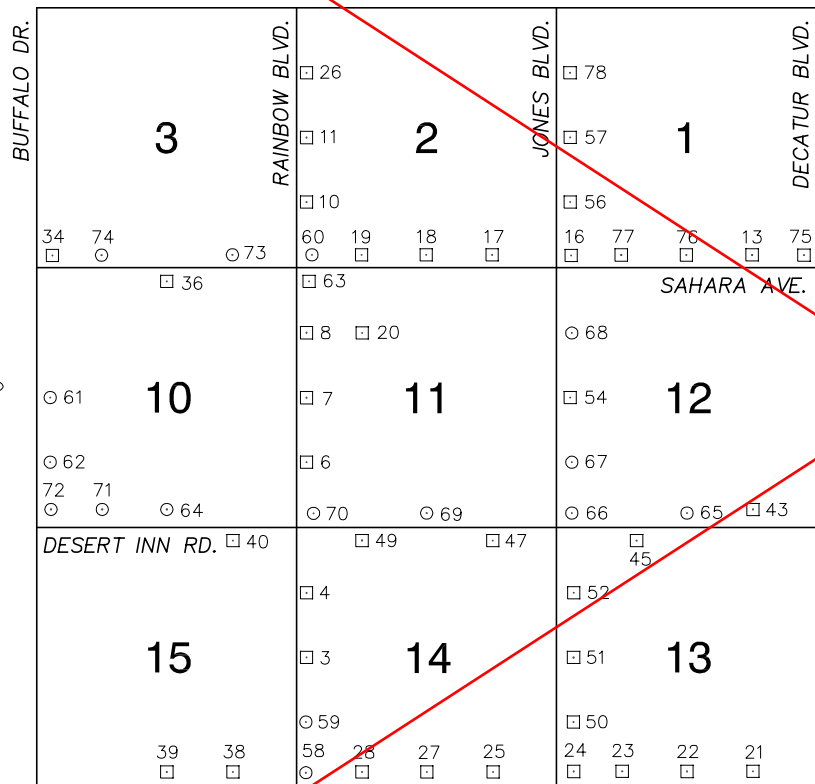 BUFFALO DR.
RAINBOW BLVD.
JONES BLVD.
DECATUR BLVD.
26 78
3 11 2 57 1
10 56
34 74 73 60 19 18 17 16 77 76 13 75
36 63 SAHARA AVE.
8 20 68
61 10 7 11 54 12
62 6 67
72 71 64 70 69 66 65 43
DESERT INN RD. 40 49 47 45
4 52
15 3 14 51 13
59 50
39 38 58 28 27 25 24 23 22 21